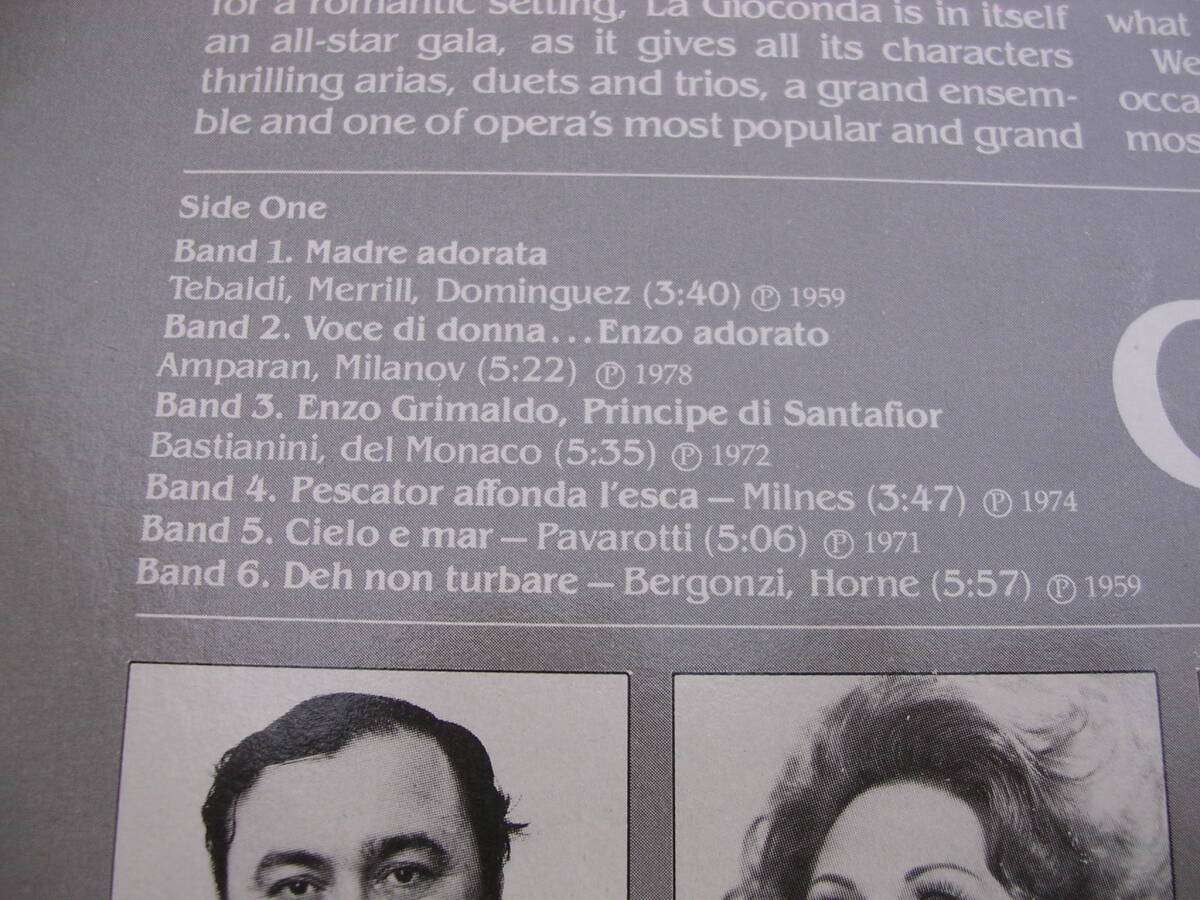 for a romantic setting, La Gioconda is in itself
an all-star gala, as it gives all its characters
thrilling arias, duets and trios, a grand ensem-
ble and one of opera's most popular and grand
what
We
occa
mos
Side One
Band 1. Madre adorata
Tebaldi, Merrill, Dominguez (3:40) ℗ 1959
Band 2. Voce di donna...Enzo adorato
Amparan, Milanov (5:22) ℗ 1978
Band 3. Enzo Grimaldo, Principe di Santafior
Bastianini, del Monaco (5:35) ℗ 1972
Band 4. Pescator affonda l'esca – Milnes (3:47) ℗ 1974
Band 5. Cielo e mar – Pavarotti (5:06) ℗ 1971
Band 6. Deh non turbare – Bergonzi, Horne (5:57) ℗ 1959